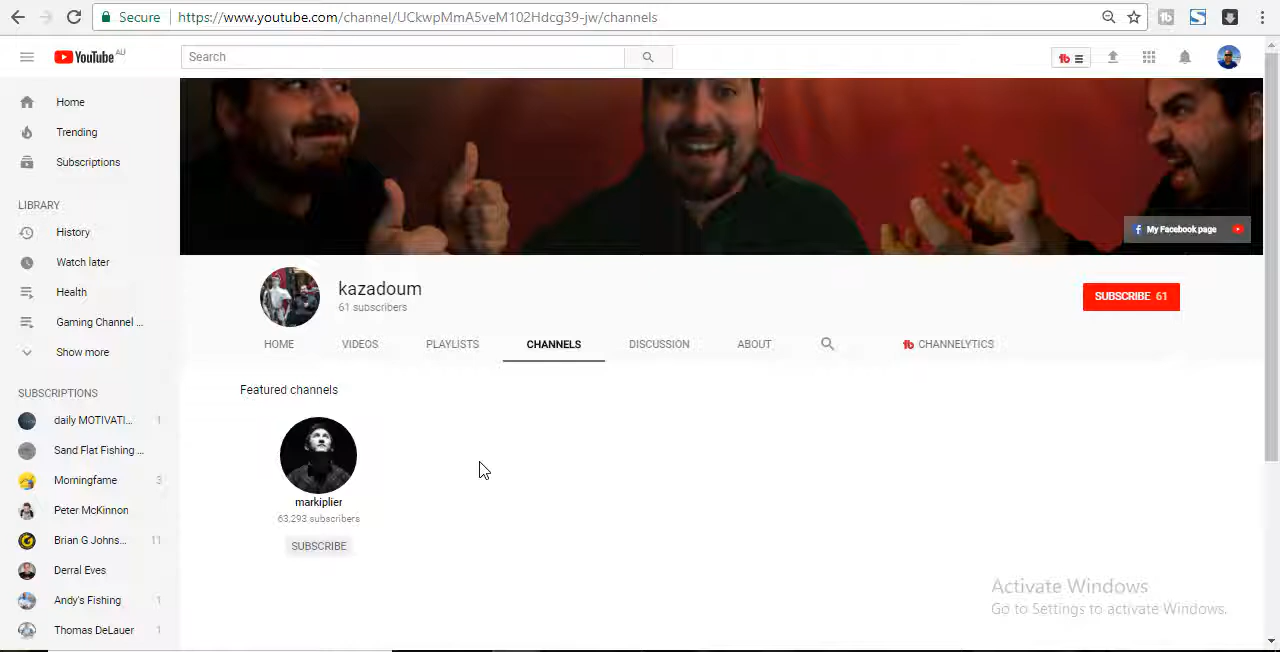 Secure
https://www.youtube.com/channel/UCkwpMmA5veM102Hdcg39-jw/channels
YouTube AU
Search
Home
Trending
Subscriptions
LIBRARY
History
Watch later
Health
Gaming Channel ...
Show more
SUBSCRIPTIONS
daily MOTIVATI... 1
Sand Flat Fishing ...
Morningfame 3
Peter McKinnon
Brian G Johns... 11
Derral Eves
Andy's Fishing 1
Thomas DeLauer 1
My Facebook page
kazadoum
61 subscribers
SUBSCRIBE 61
HOME VIDEOS PLAYLISTS CHANNELS DISCUSSION ABOUT tb CHANNELYTICS
Featured channels
markiplier
63,293 subscribers
SUBSCRIBE
Activate Windows
Go to Settings to activate Windows.